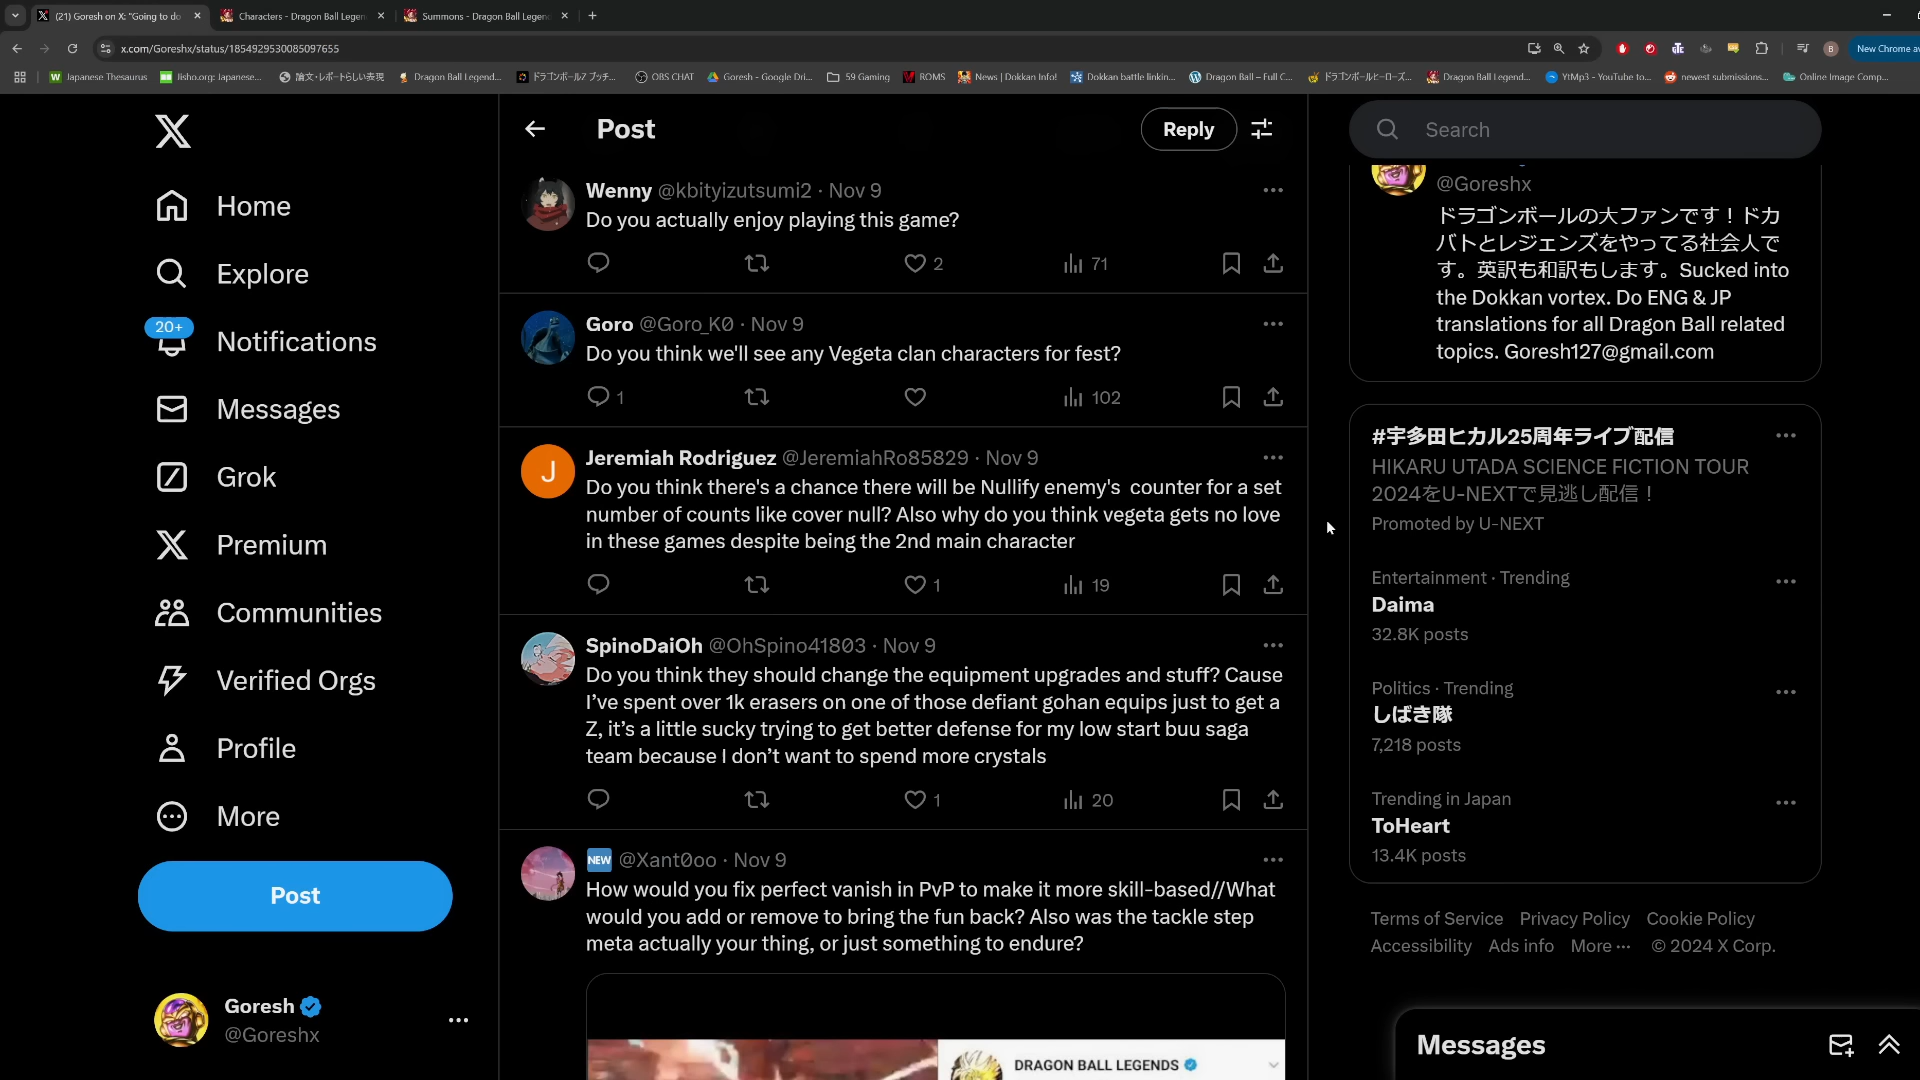 (21) Goresh on X: "Going to do
Characters - Dragon Ball Legen
Summons - Dragon Ball Legend
x.com/Goreshx/status/1854929530085097655
New Chrome av
Japanese Thesaurus
Jisho.org: Japanese...
論文・レポートらしい表現
Dragon Ball Legend...
ドラゴンボールZ ブッチ...
OBS CHAT
Goresh - Google Dri...
59 Gaming
ROMS
News | Dokkan Info!
Dokkan battle linkin...
Dragon Ball – Full C...
ドラゴンボールヒーローズ...
Dragon Ball Legend...
YtMp3 - YouTube to...
newest submissions...
Online Image Comp...
Home
Explore
20+
Notifications
Messages
Grok
Premium
Communities
Verified Orgs
Profile
More
Post
Goresh
@Goreshx
Post
Reply
Wenny @kbityizutsumi2 · Nov 9
Do you actually enjoy playing this game?
2
71
Goro @Goro_K0 · Nov 9
Do you think we'll see any Vegeta clan characters for fest?
1
102
J
Jeremiah Rodriguez @JeremiahRo85829 · Nov 9
Do you think there's a chance there will be Nullify enemy's counter for a set
number of counts like cover null? Also why do you think vegeta gets no love
in these games despite being the 2nd main character
1
19
SpinoDaiOh @OhSpino41803 · Nov 9
Do you think they should change the equipment upgrades and stuff? Cause
I've spent over 1k erasers on one of those defiant gohan equips just to get a
Z, it's a little sucky trying to get better defense for my low start buu saga
team because I don't want to spend more crystals
1
20
NEW @Xant0oo · Nov 9
How would you fix perfect vanish in PvP to make it more skill-based//What
would you add or remove to bring the fun back? Also was the tackle step
meta actually your thing, or just something to endure?
DRAGON BALL LEGENDS
Search
@Goreshx
ドラゴンボールの大ファンです！ドカ
バトとレジェンズをやってる社会人で
す。英訳も和訳もします。Sucked into
the Dokkan vortex. Do ENG & JP
translations for all Dragon Ball related
topics. Goresh127@gmail.com
#宇多田ヒカル25周年ライブ配信
HIKARU UTADA SCIENCE FICTION TOUR
2024をU-NEXTで見逃し配信！
Promoted by U-NEXT
Entertainment · Trending
Daima
32.8K posts
Politics · Trending
しばき隊
7,218 posts
Trending in Japan
ToHeart
13.4K posts
Terms of Service Privacy Policy Cookie Policy
Accessibility Ads info More ··· © 2024 X Corp.
Messages